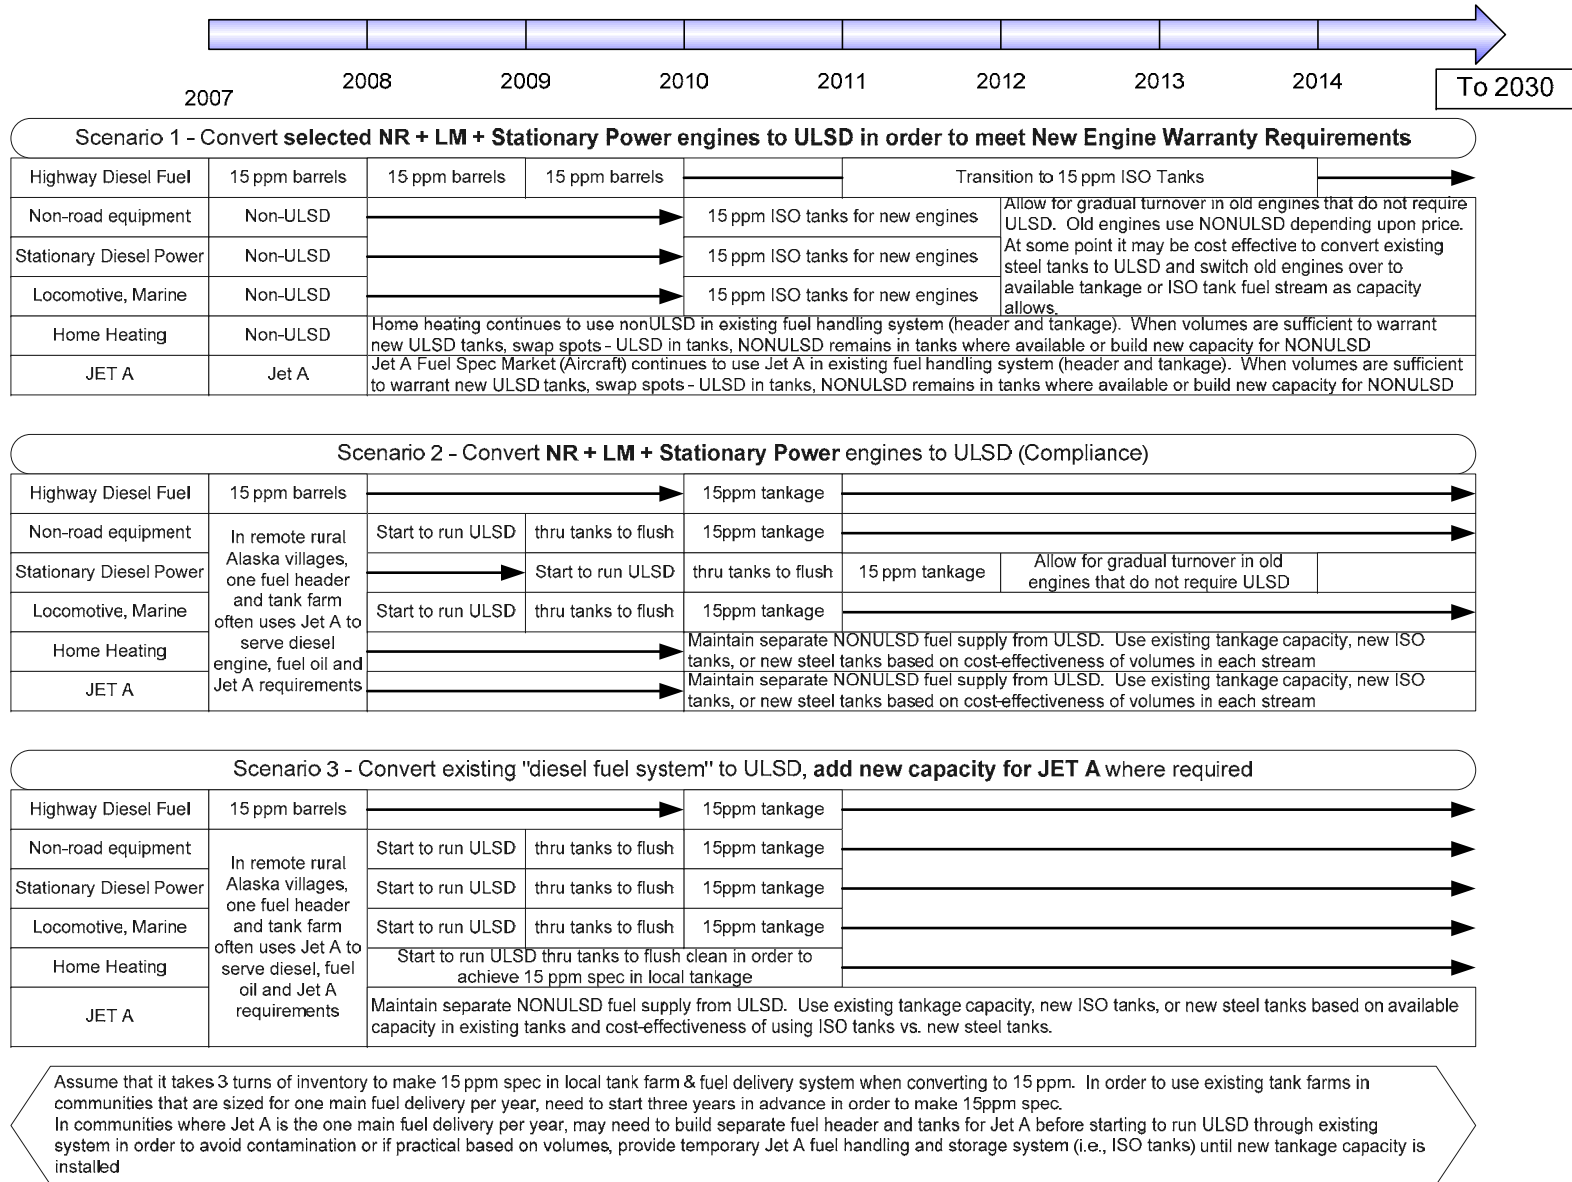 2007
2008
2009
2010
2011
2012
2013
2014
To 2030
Scenario 1 - Convert selected NR + LM + Stationary Power engines to ULSD in order to meet New Engine Warranty Requirements
Highway Diesel Fuel
15 ppm barrels
15 ppm barrels
15 ppm barrels
Transition to 15 ppm ISO Tanks
Non-road equipment
Non-ULSD
15 ppm ISO tanks for new engines
Stationary Diesel Power
Non-ULSD
15 ppm ISO tanks for new engines
Locomotive, Marine
Non-ULSD
15 ppm ISO tanks for new engines
Allow for gradual turnover in old engines that do not require
ULSD. Old engines use NONULSD depending upon price.
At some point it may be cost effective to convert existing
steel tanks to ULSD and switch old engines over to
available tankage or ISO tank fuel stream as capacity
allows.
Home Heating
Non-ULSD
Home heating continues to use nonULSD in existing fuel handling system (header and tankage). When volumes are sufficient to warrant
new ULSD tanks, swap spots - ULSD in tanks, NONULSD remains in tanks where available or build new capacity for NONULSD
JET A
Jet A
Jet A Fuel Spec Market (Aircraft) continues to use Jet A in existing fuel handling system (header and tankage). When volumes are sufficient
to warrant new ULSD tanks, swap spots - ULSD in tanks, NONULSD remains in tanks where available or build new capacity for NONULSD
Scenario 2 - Convert NR + LM + Stationary Power engines to ULSD (Compliance)
Highway Diesel Fuel
15 ppm barrels
15ppm tankage
Non-road equipment
In remote rural
Alaska villages,
one fuel header
and tank farm
often uses Jet A to
serve diesel
engine, fuel oil and
Jet A requirements
Start to run ULSD
thru tanks to flush
15ppm tankage
Stationary Diesel Power
Start to run ULSD
thru tanks to flush
15 ppm tankage
Allow for gradual turnover in old
engines that do not require ULSD
Locomotive, Marine
Start to run ULSD
thru tanks to flush
15ppm tankage
Home Heating
Maintain separate NONULSD fuel supply from ULSD. Use existing tankage capacity, new ISO
tanks, or new steel tanks based on cost-effectiveness of volumes in each stream
JET A
Maintain separate NONULSD fuel supply from ULSD. Use existing tankage capacity, new ISO
tanks, or new steel tanks based on cost-effectiveness of volumes in each stream
Scenario 3 - Convert existing "diesel fuel system" to ULSD, add new capacity for JET A where required
Highway Diesel Fuel
15 ppm barrels
15ppm tankage
Non-road equipment
In remote rural
Alaska villages,
one fuel header
and tank farm
often uses Jet A to
serve diesel, fuel
oil and Jet A
requirements
Start to run ULSD
thru tanks to flush
15ppm tankage
Stationary Diesel Power
Start to run ULSD
thru tanks to flush
15ppm tankage
Locomotive, Marine
Start to run ULSD
thru tanks to flush
15ppm tankage
Home Heating
Start to run ULSD thru tanks to flush clean in order to
achieve 15 ppm spec in local tankage
JET A
Maintain separate NONULSD fuel supply from ULSD. Use existing tankage capacity, new ISO tanks, or new steel tanks based on available
capacity in existing tanks and cost-effectiveness of using ISO tanks vs. new steel tanks.
Assume that it takes 3 turns of inventory to make 15 ppm spec in local tank farm & fuel delivery system when converting to 15 ppm. In order to use existing tank farms in
communities that are sized for one main fuel delivery per year, need to start three years in advance in order to make 15ppm spec.
In communities where Jet A is the one main fuel delivery per year, may need to build separate fuel header and tanks for Jet A before starting to run ULSD through existing
system in order to avoid contamination or if practical based on volumes, provide temporary Jet A fuel handling and storage system (i.e., ISO tanks) until new tankage capacity is
installed